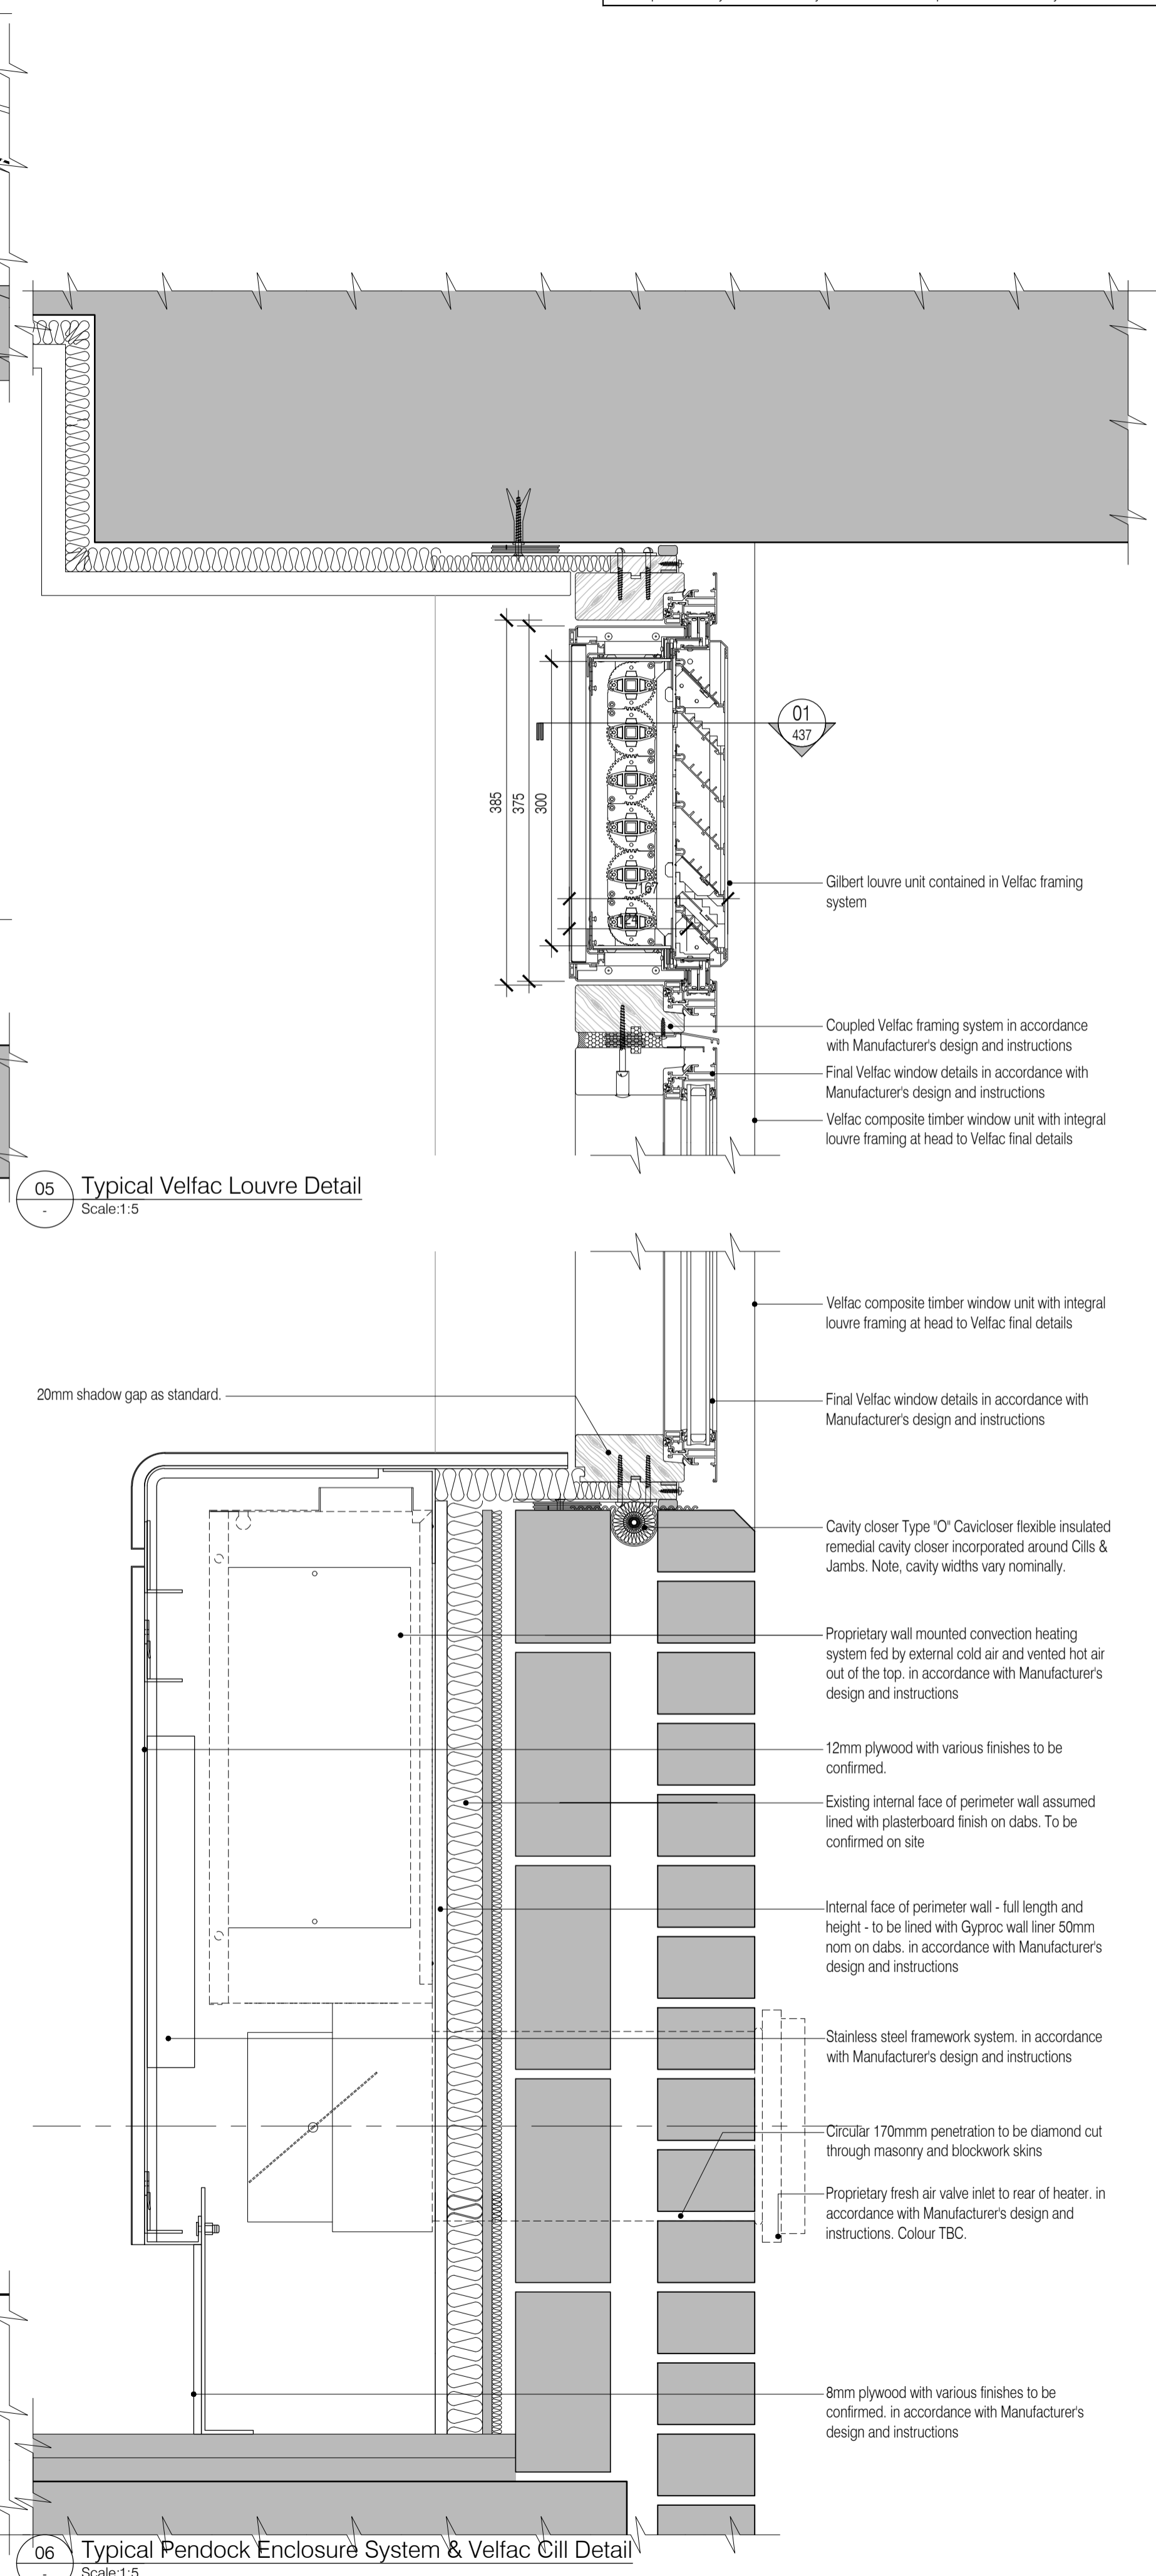 01
437
385
375
300
167
Gilbert louvre unit contained in Velfac framing
system
Coupled Velfac framing system in accordance
with Manufacturer's design and instructions
Final Velfac window details in accordance with
Manufacturer's design and instructions
Velfac composite timber window unit with integral
louvre framing at head to Velfac final details
05
-
Typical Velfac Louvre Detail
Scale:1:5
Velfac composite timber window unit with integral
louvre framing at head to Velfac final details
20mm shadow gap as standard.
Final Velfac window details in accordance with
Manufacturer's design and instructions
Cavity closer Type "O" Cavicloser flexible insulated
remedial cavity closer incorporated around Cills &
Jambs. Note, cavity widths vary nominally.
Proprietary wall mounted convection heating
system fed by external cold air and vented hot air
out of the top. in accordance with Manufacturer's
design and instructions
12mm plywood with various finishes to be
confirmed.
Existing internal face of perimeter wall assumed
lined with plasterboard finish on dabs. To be
confirmed on site
Internal face of perimeter wall - full length and
height - to be lined with Gyproc wall liner 50mm
nom on dabs. in accordance with Manufacturer's
design and instructions
Stainless steel framework system. in accordance
with Manufacturer's design and instructions
Circular 170mmm penetration to be diamond cut
through masonry and blockwork skins
Proprietary fresh air valve inlet to rear of heater. in
accordance with Manufacturer's design and
instructions. Colour TBC.
8mm plywood with various finishes to be
confirmed. in accordance with Manufacturer's
design and instructions
06
-
Typical Pendock Enclosure System & Velfac Cill Detail
Scale:1:5